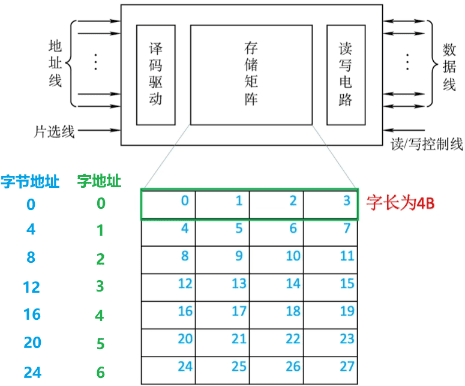 地址线
译码驱动
存储矩阵
读写电路
数据线
片选线
读/写控制线
字节地址 字地址
0 0 0 1 2 3 字长为4B
4 1 4 5 6 7
8 2 8 9 10 11
12 3 12 13 14 15
16 4 16 17 18 19
20 5 20 21 22 23
24 6 24 25 26 27